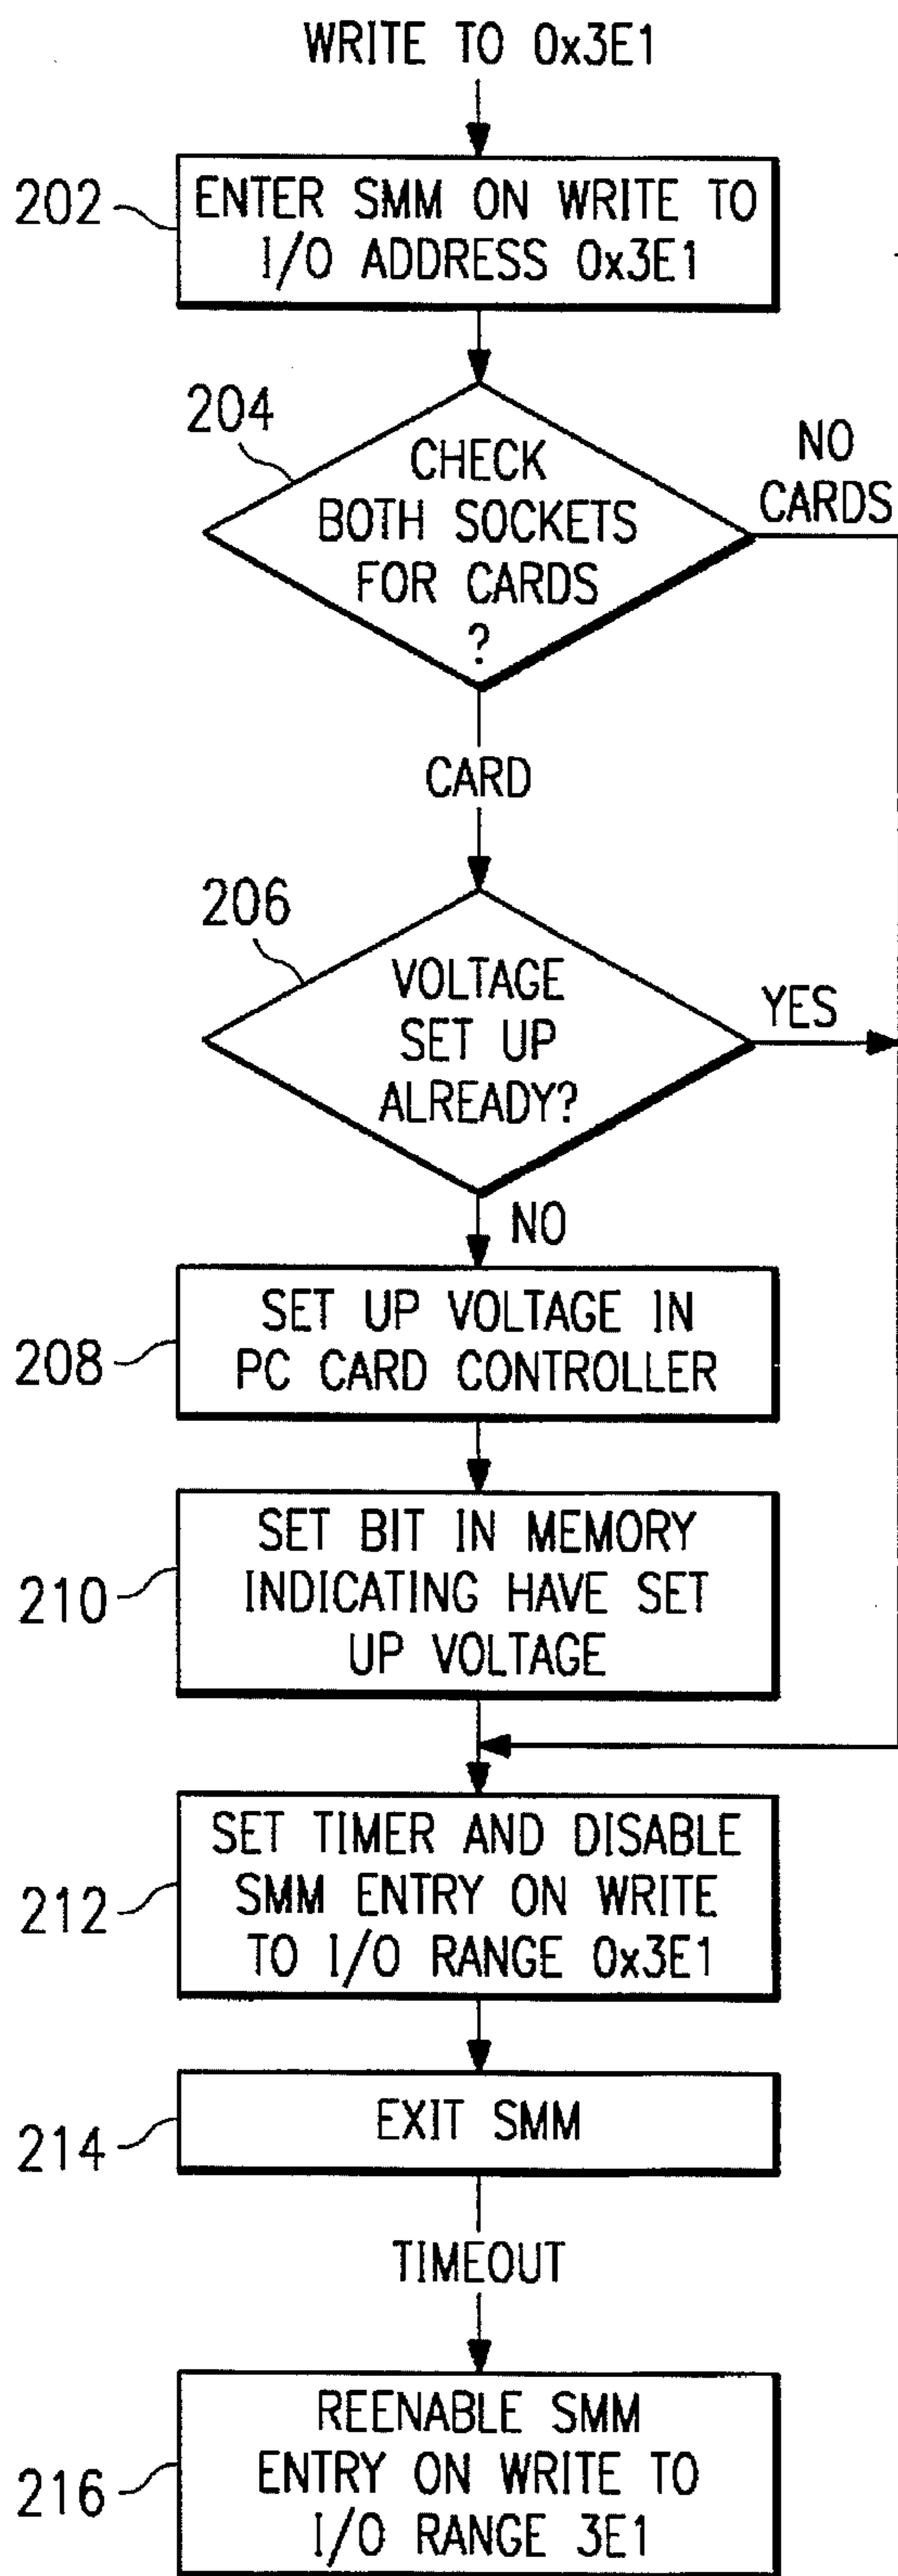 WRITE TO 0x3E1
202
ENTER SMM ON WRITE TO
I/O ADDRESS 0x3E1
204
CHECK
BOTH SOCKETS
FOR CARDS
?
NO
CARDS
CARD
206
VOLTAGE
SET UP
ALREADY?
YES
NO
208
SET UP VOLTAGE IN
PC CARD CONTROLLER
210
SET BIT IN MEMORY
INDICATING HAVE SET
UP VOLTAGE
212
SET TIMER AND DISABLE
SMM ENTRY ON WRITE
TO I/O RANGE 0x3E1
214
EXIT SMM
TIMEOUT
216
REENABLE SMM
ENTRY ON WRITE TO
I/O RANGE 3E1